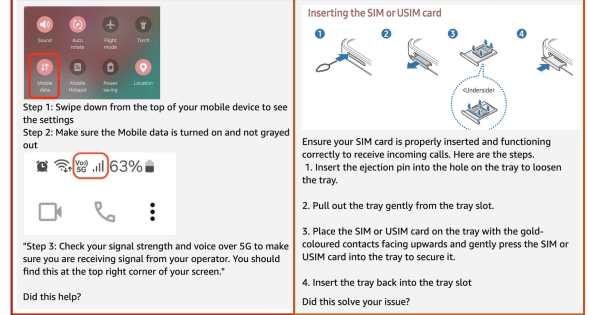 Sound
Auto
rotate
Flight
mode
Torch
Mobile
data
Mobile
Hotspot
Power
saving
Location
Step 1: Swipe down from the top of your mobile device to see
the settings
Step 2: Make sure the Mobile data is turned on and not grayed
out
Vo))
5G
63%
"Step 3: Check your signal strength and voice over 5G to make
sure you are receiving signal from your operator. You should
find this at the top right corner of your screen."
Did this help?
Inserting the SIM or USIM card
1
2
3
4
<Underside>
Ensure your SIM card is properly inserted and functioning
correctly to receive incoming calls. Here are the steps.
1. Insert the ejection pin into the hole on the tray to loosen
the tray.
2. Pull out the tray gently from the tray slot.
3. Place the SIM or USIM card on the tray with the gold-
coloured contacts facing upwards and gently press the SIM or
USIM card into the tray to secure it.
4. Insert the tray back into the tray slot
Did this solve your issue?